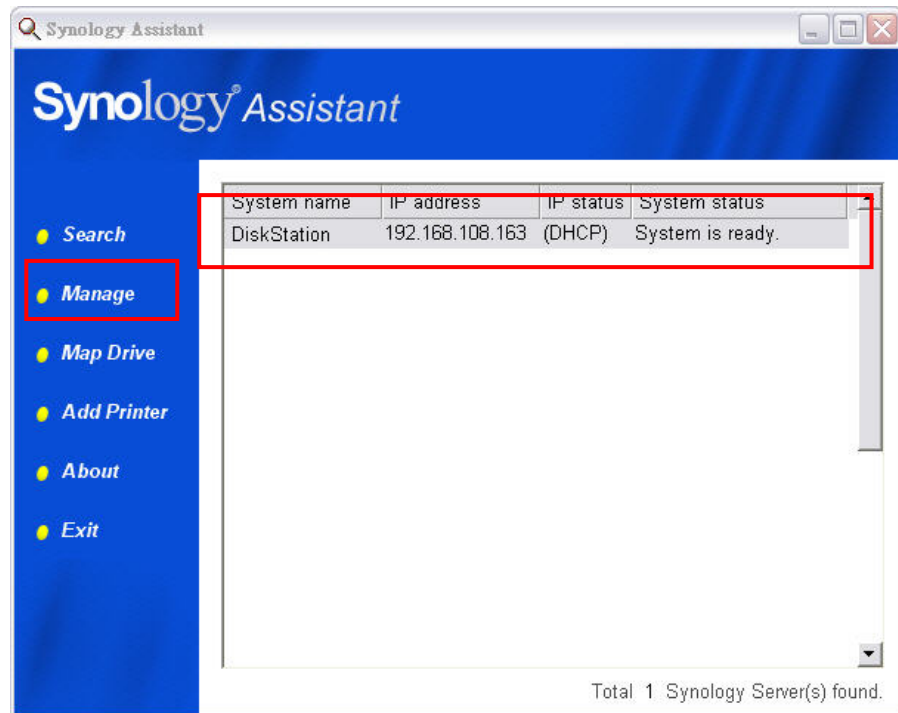 Synology Assistant
Synology® Assistant
Search
Manage
Map Drive
Add Printer
About
Exit
System name IP address IP status System status
DiskStation 192.168.108.163 (DHCP) System is ready.
Total 1 Synology Server(s) found.